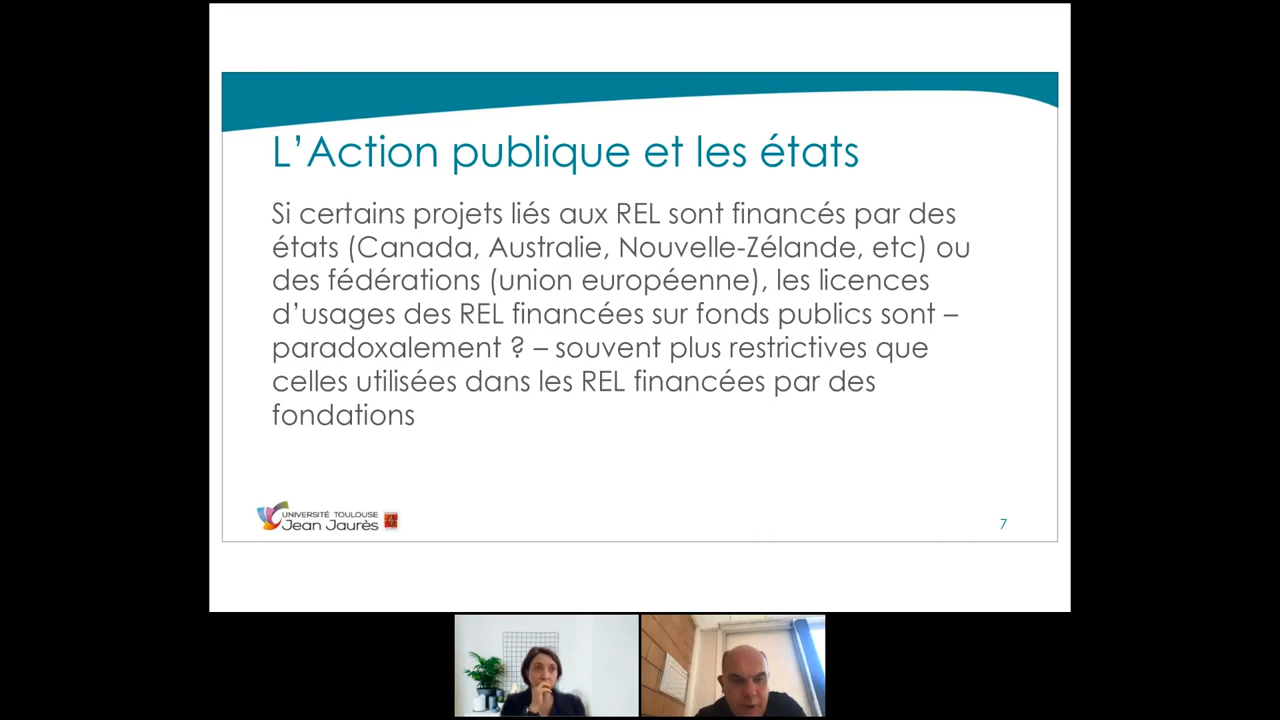 L’Action publique et les états
Si certains projets liés aux REL sont financés par des
états (Canada, Australie, Nouvelle-Zélande, etc) ou
des fédérations (union européenne), les licences
d’usages des REL financées sur fonds publics sont –
paradoxalement ? – souvent plus restrictives que
celles utilisées dans les REL financées par des
fondations
UNIVERSITÉ TOULOUSE
Jean Jaurès
7